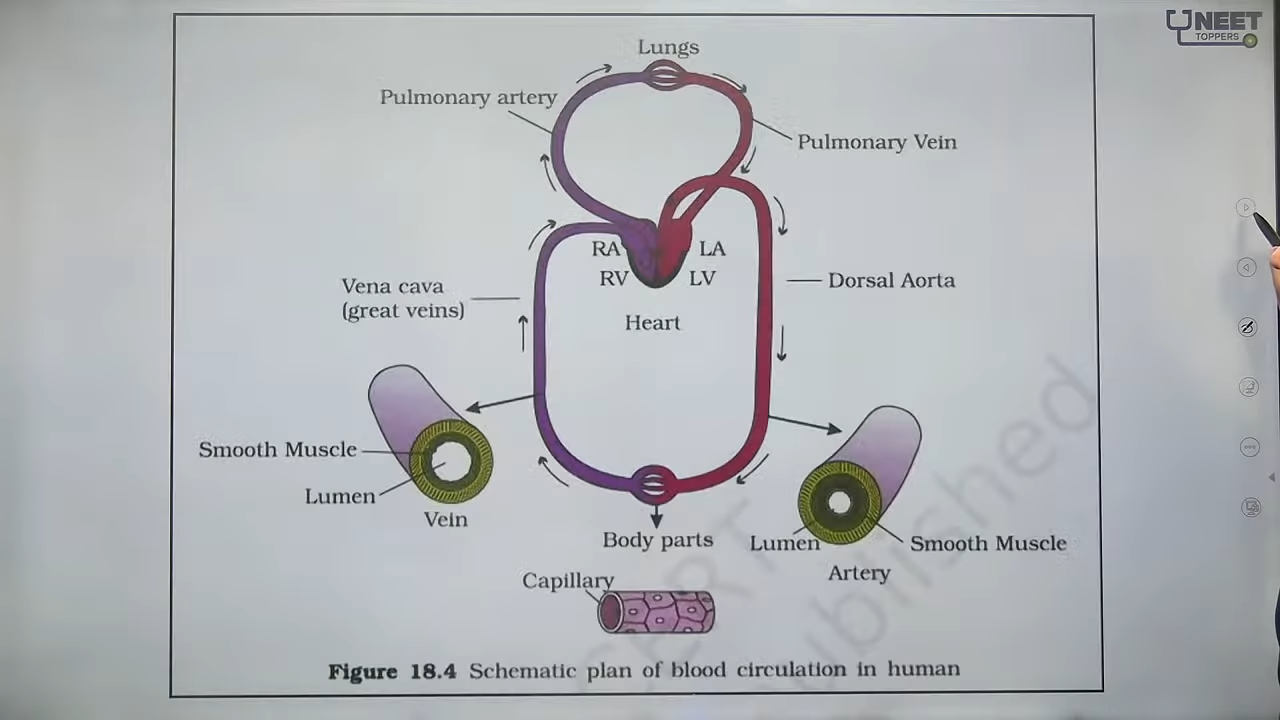 NEET
TOPPERS
Lungs
Pulmonary artery
Pulmonary Vein
RA
LA
RV
LV
Vena cava
(great veins)
Dorsal Aorta
Heart
Smooth Muscle
Lumen
Vein
Body parts
Lumen
Smooth Muscle
Artery
Capillary
Figure 18.4 Schematic plan of blood circulation in human